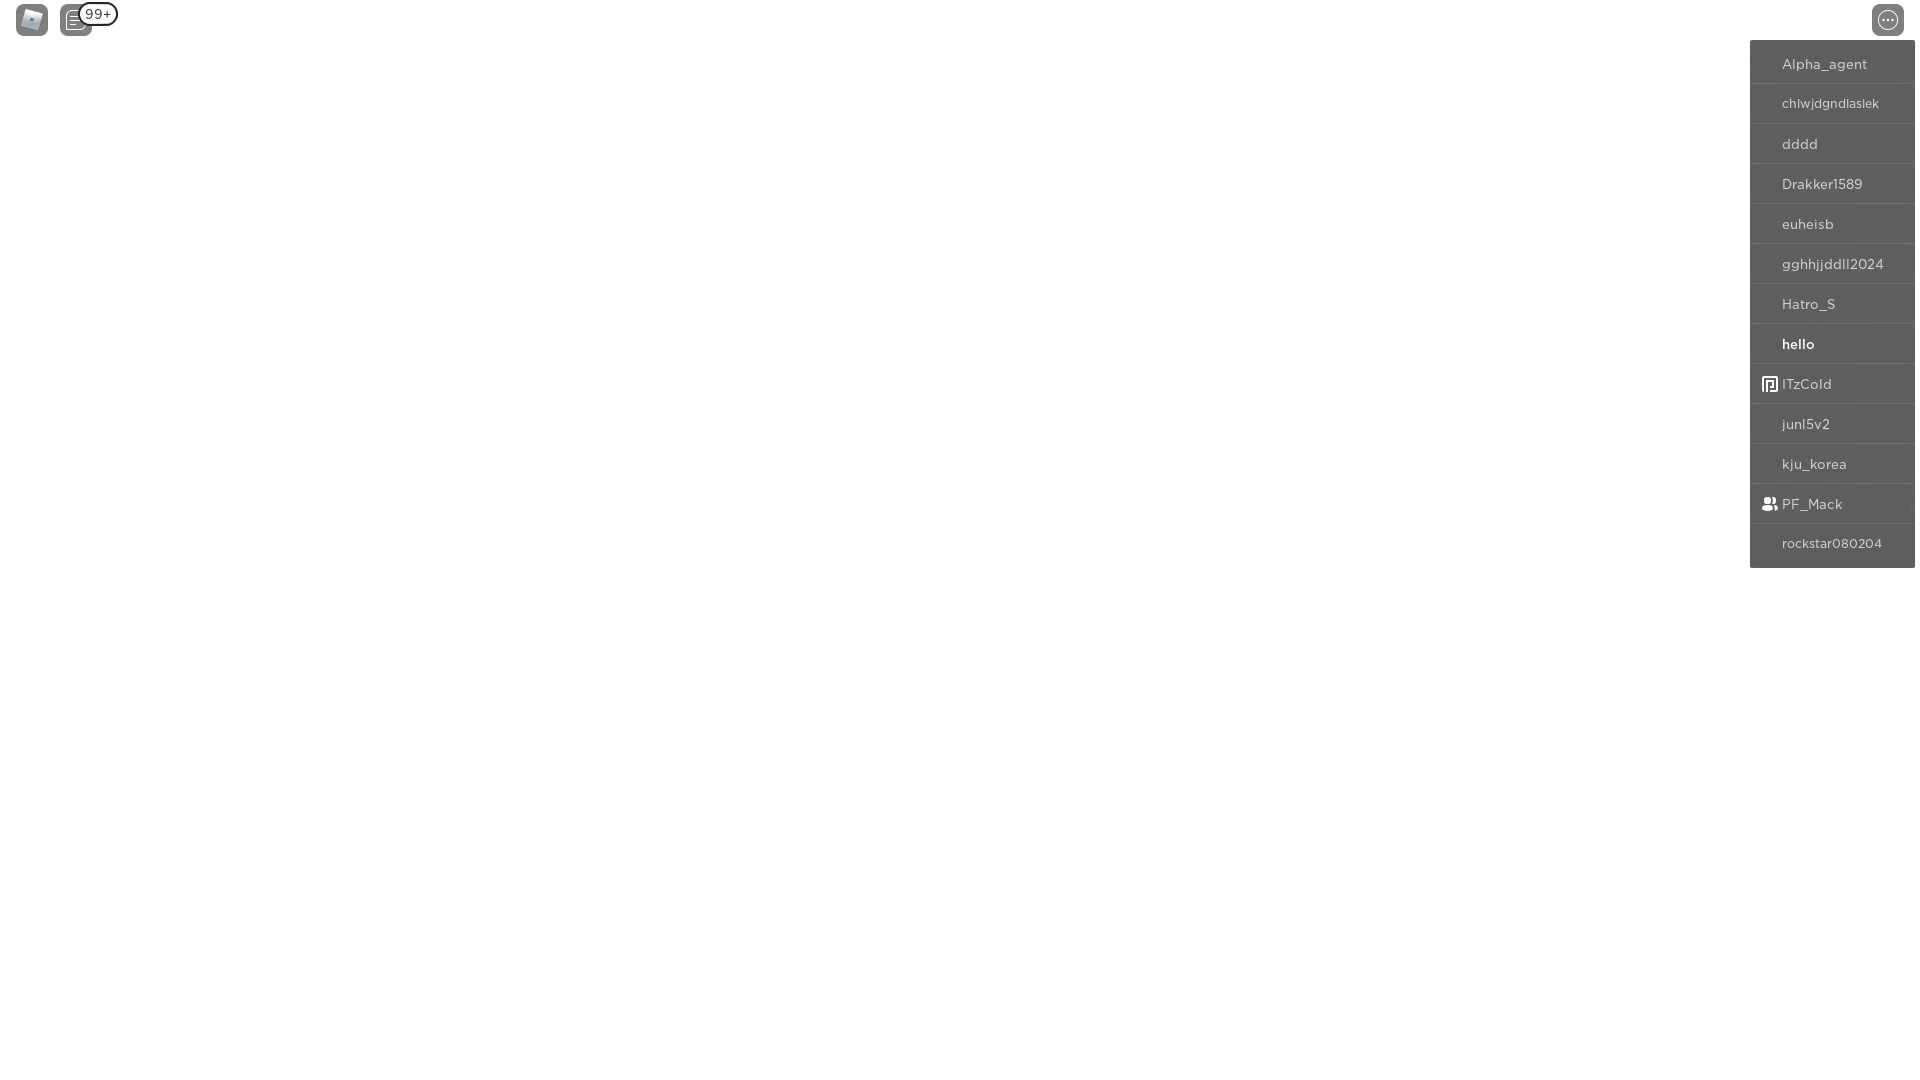 99+
Alpha_agent
chlwjdgndlaslek
dddd
Drakker1589
euheisb
gghhjjddll2024
Hatro_S
hello
ITzCold
junl5v2
kju_korea
PF_Mack
rockstar080204